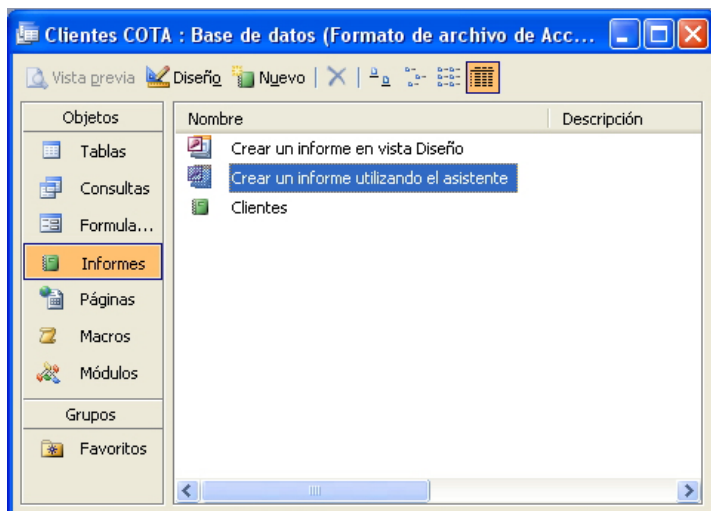 Clientes COTA : Base de datos (Formato de archivo de Acc...
Vista previa Diseño Nuevo
Objetos
Tablas
Consultas
Formula...
Informes
Páginas
Macros
Módulos
Grupos
Favoritos
Nombre Descripción
Crear un informe en vista Diseño
Crear un informe utilizando el asistente
Clientes